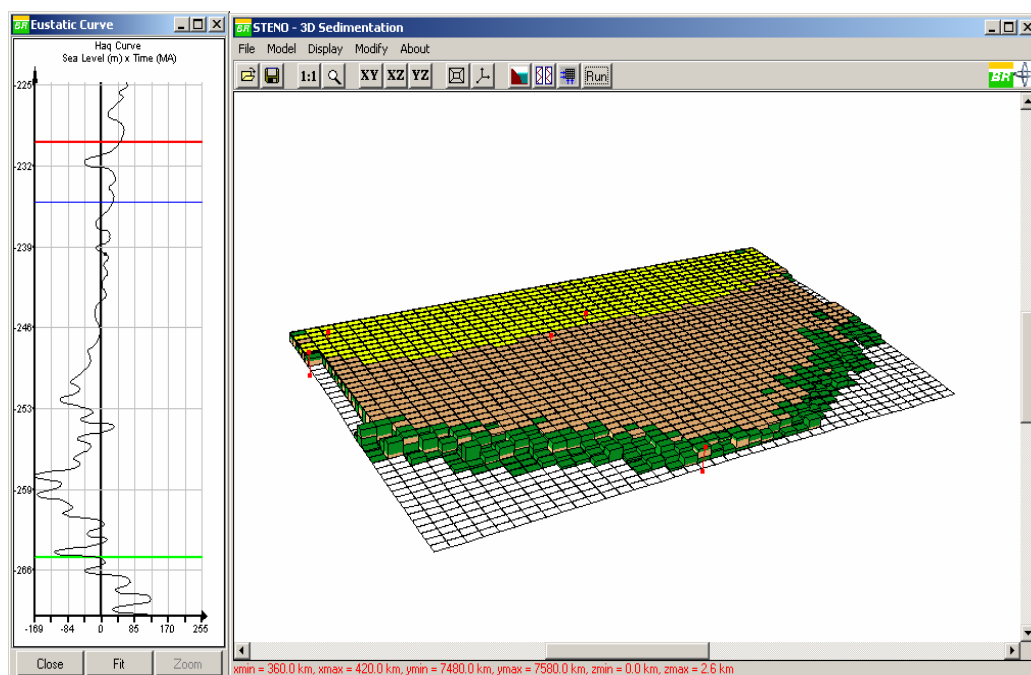 BR Eustatic Curve
Haq Curve
Sea Level (m) x Time (MA)
-225
-232
-239
-246
-253
-259
-266
-169 -84 0 85 170 255
Close Fit Zoom
BR STENO - 3D Sedimentation
File Model Display Modify About
1:1 XY XZ YZ Run
BR
xmin = 360.0 km, xmax = 420.0 km, ymin = 7480.0 km, ymax = 7580.0 km, zmin = 0.0 km, zmax = 2.6 km